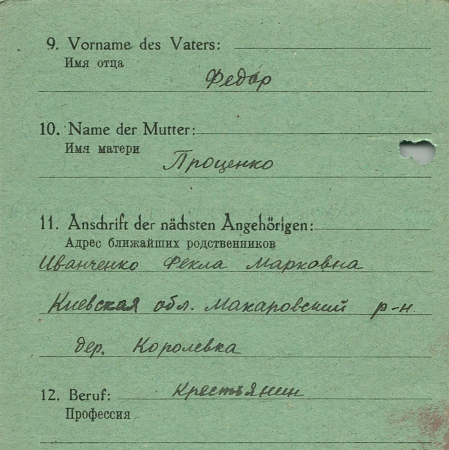 9. Vorname des Vaters:
Имя отца
Федор
10. Name der Mutter:
Имя матери
Проценко
11. Anschrift der nächsten Angehörigen:
Адрес ближайших родственников
Иванченко Фекла Марковна
Киевская обл. Макаровский р-н.
дер. Королевка
12. Beruf: Крестьянин
Профессия